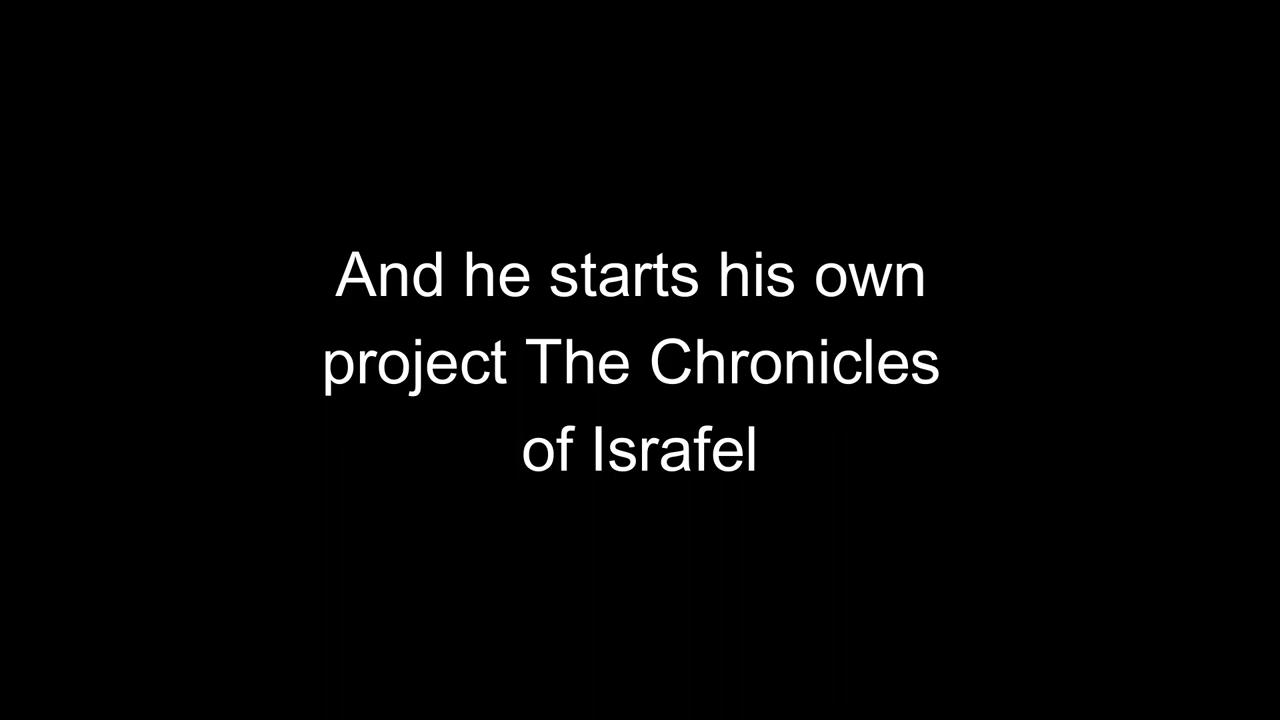 And he starts his own
project The Chronicles
of Israfel